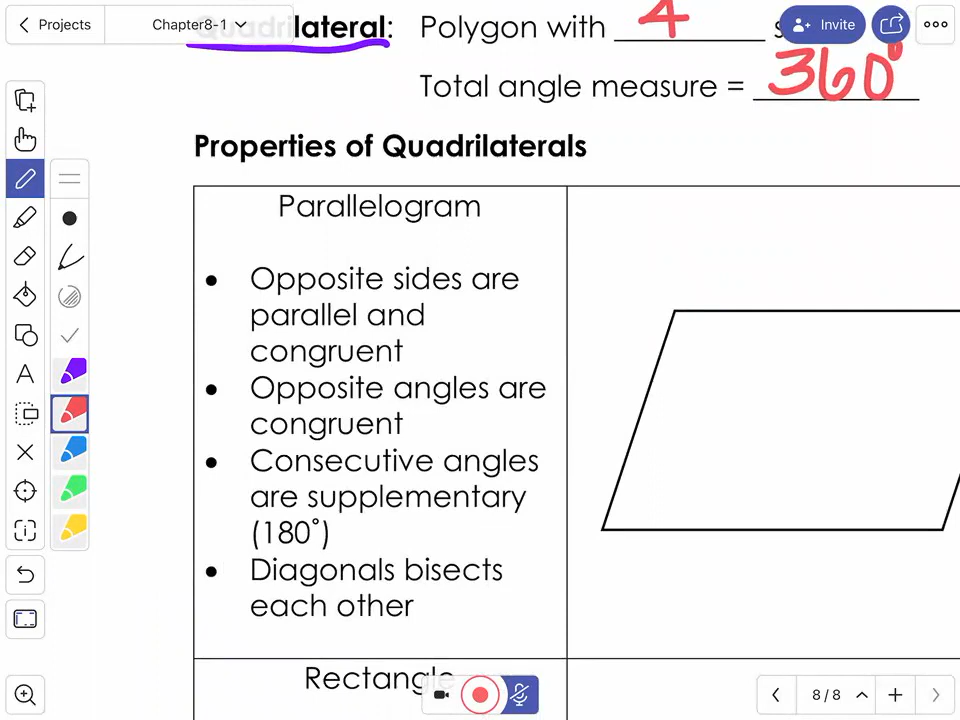 Projects
Chapter8-1
Invite
Quadrilateral: Polygon with 4 s
Total angle measure = 360°
Properties of Quadrilaterals
Parallelogram
• Opposite sides are
parallel and
congruent
• Opposite angles are
congruent
• Consecutive angles
are supplementary
(180˚)
• Diagonals bisects
each other
Rectangle
A
8 / 8